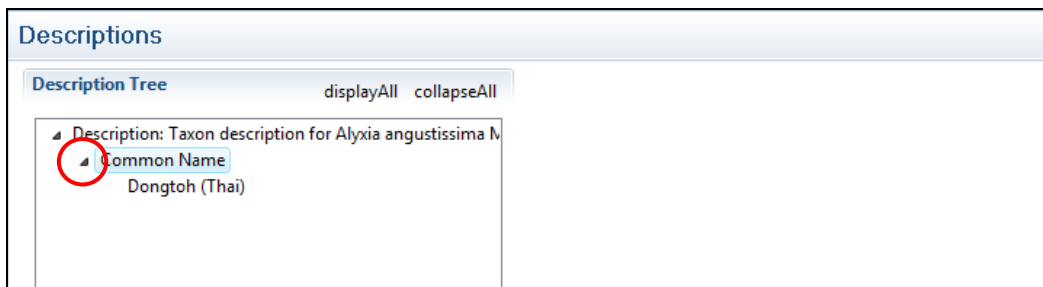 Descriptions
Description Tree displayAll collapseAll
Description: Taxon description for Alyxia angustissima
Common Name
Dongtoh (Thai)